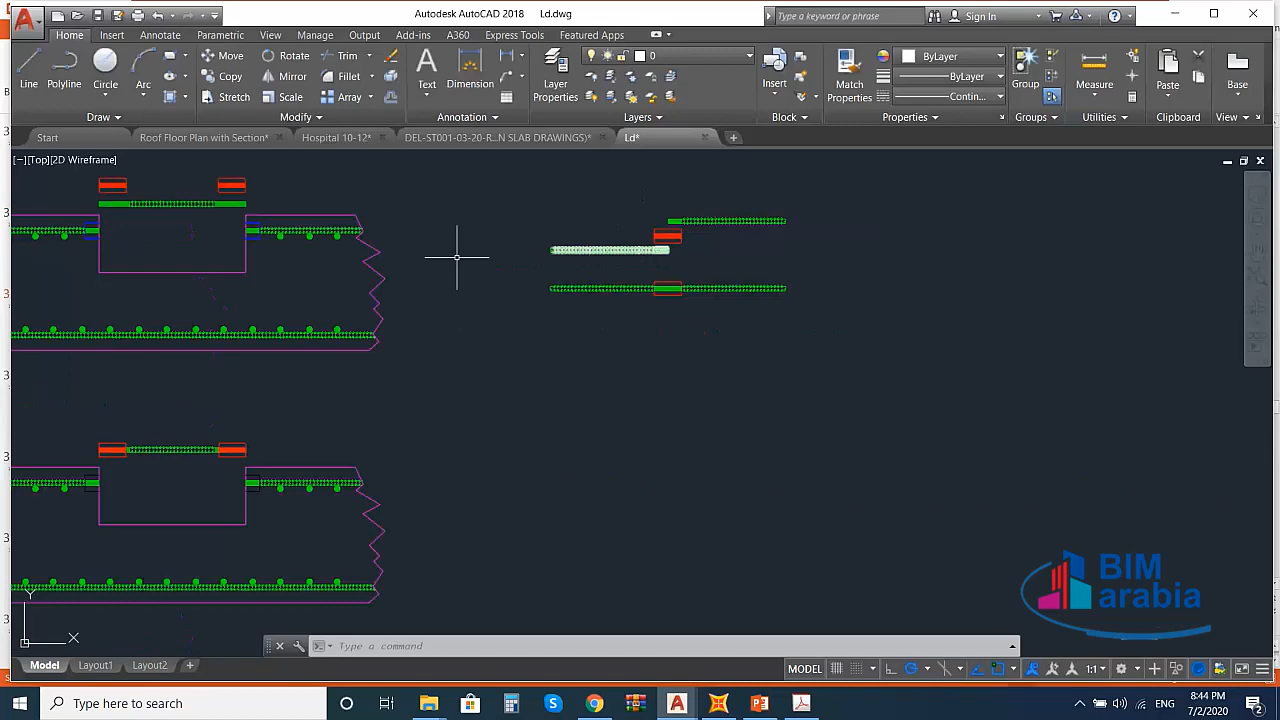 Autodesk AutoCAD 2018 Ld.dwg
Type a keyword or phrase
Sign In
Home Insert Annotate Parametric View Manage Output Add-ins A360 Express Tools Featured Apps
Line Polyline Circle Arc
Move Rotate Trim
Copy Mirror Fillet
Stretch Scale Array
Text Dimension
Layer Properties
0
Insert
Match Properties
ByLayer
ByLayer
Contin...
Group
Measure
Paste
Base
Draw Modify Annotation Layers Block Properties Groups Utilities Clipboard View
Start Roof Floor Plan with Section* Hospital 10-12* DEL-ST001-03-20-R...N SLAB DRAWINGS)* Ld*
[−][Top][2D Wireframe]
Y
X
BIM
arabia
Type a command
Model Layout1 Layout2
MODEL
1:1
Type here to search
ENG
8:44 PM
7/2/2020
2